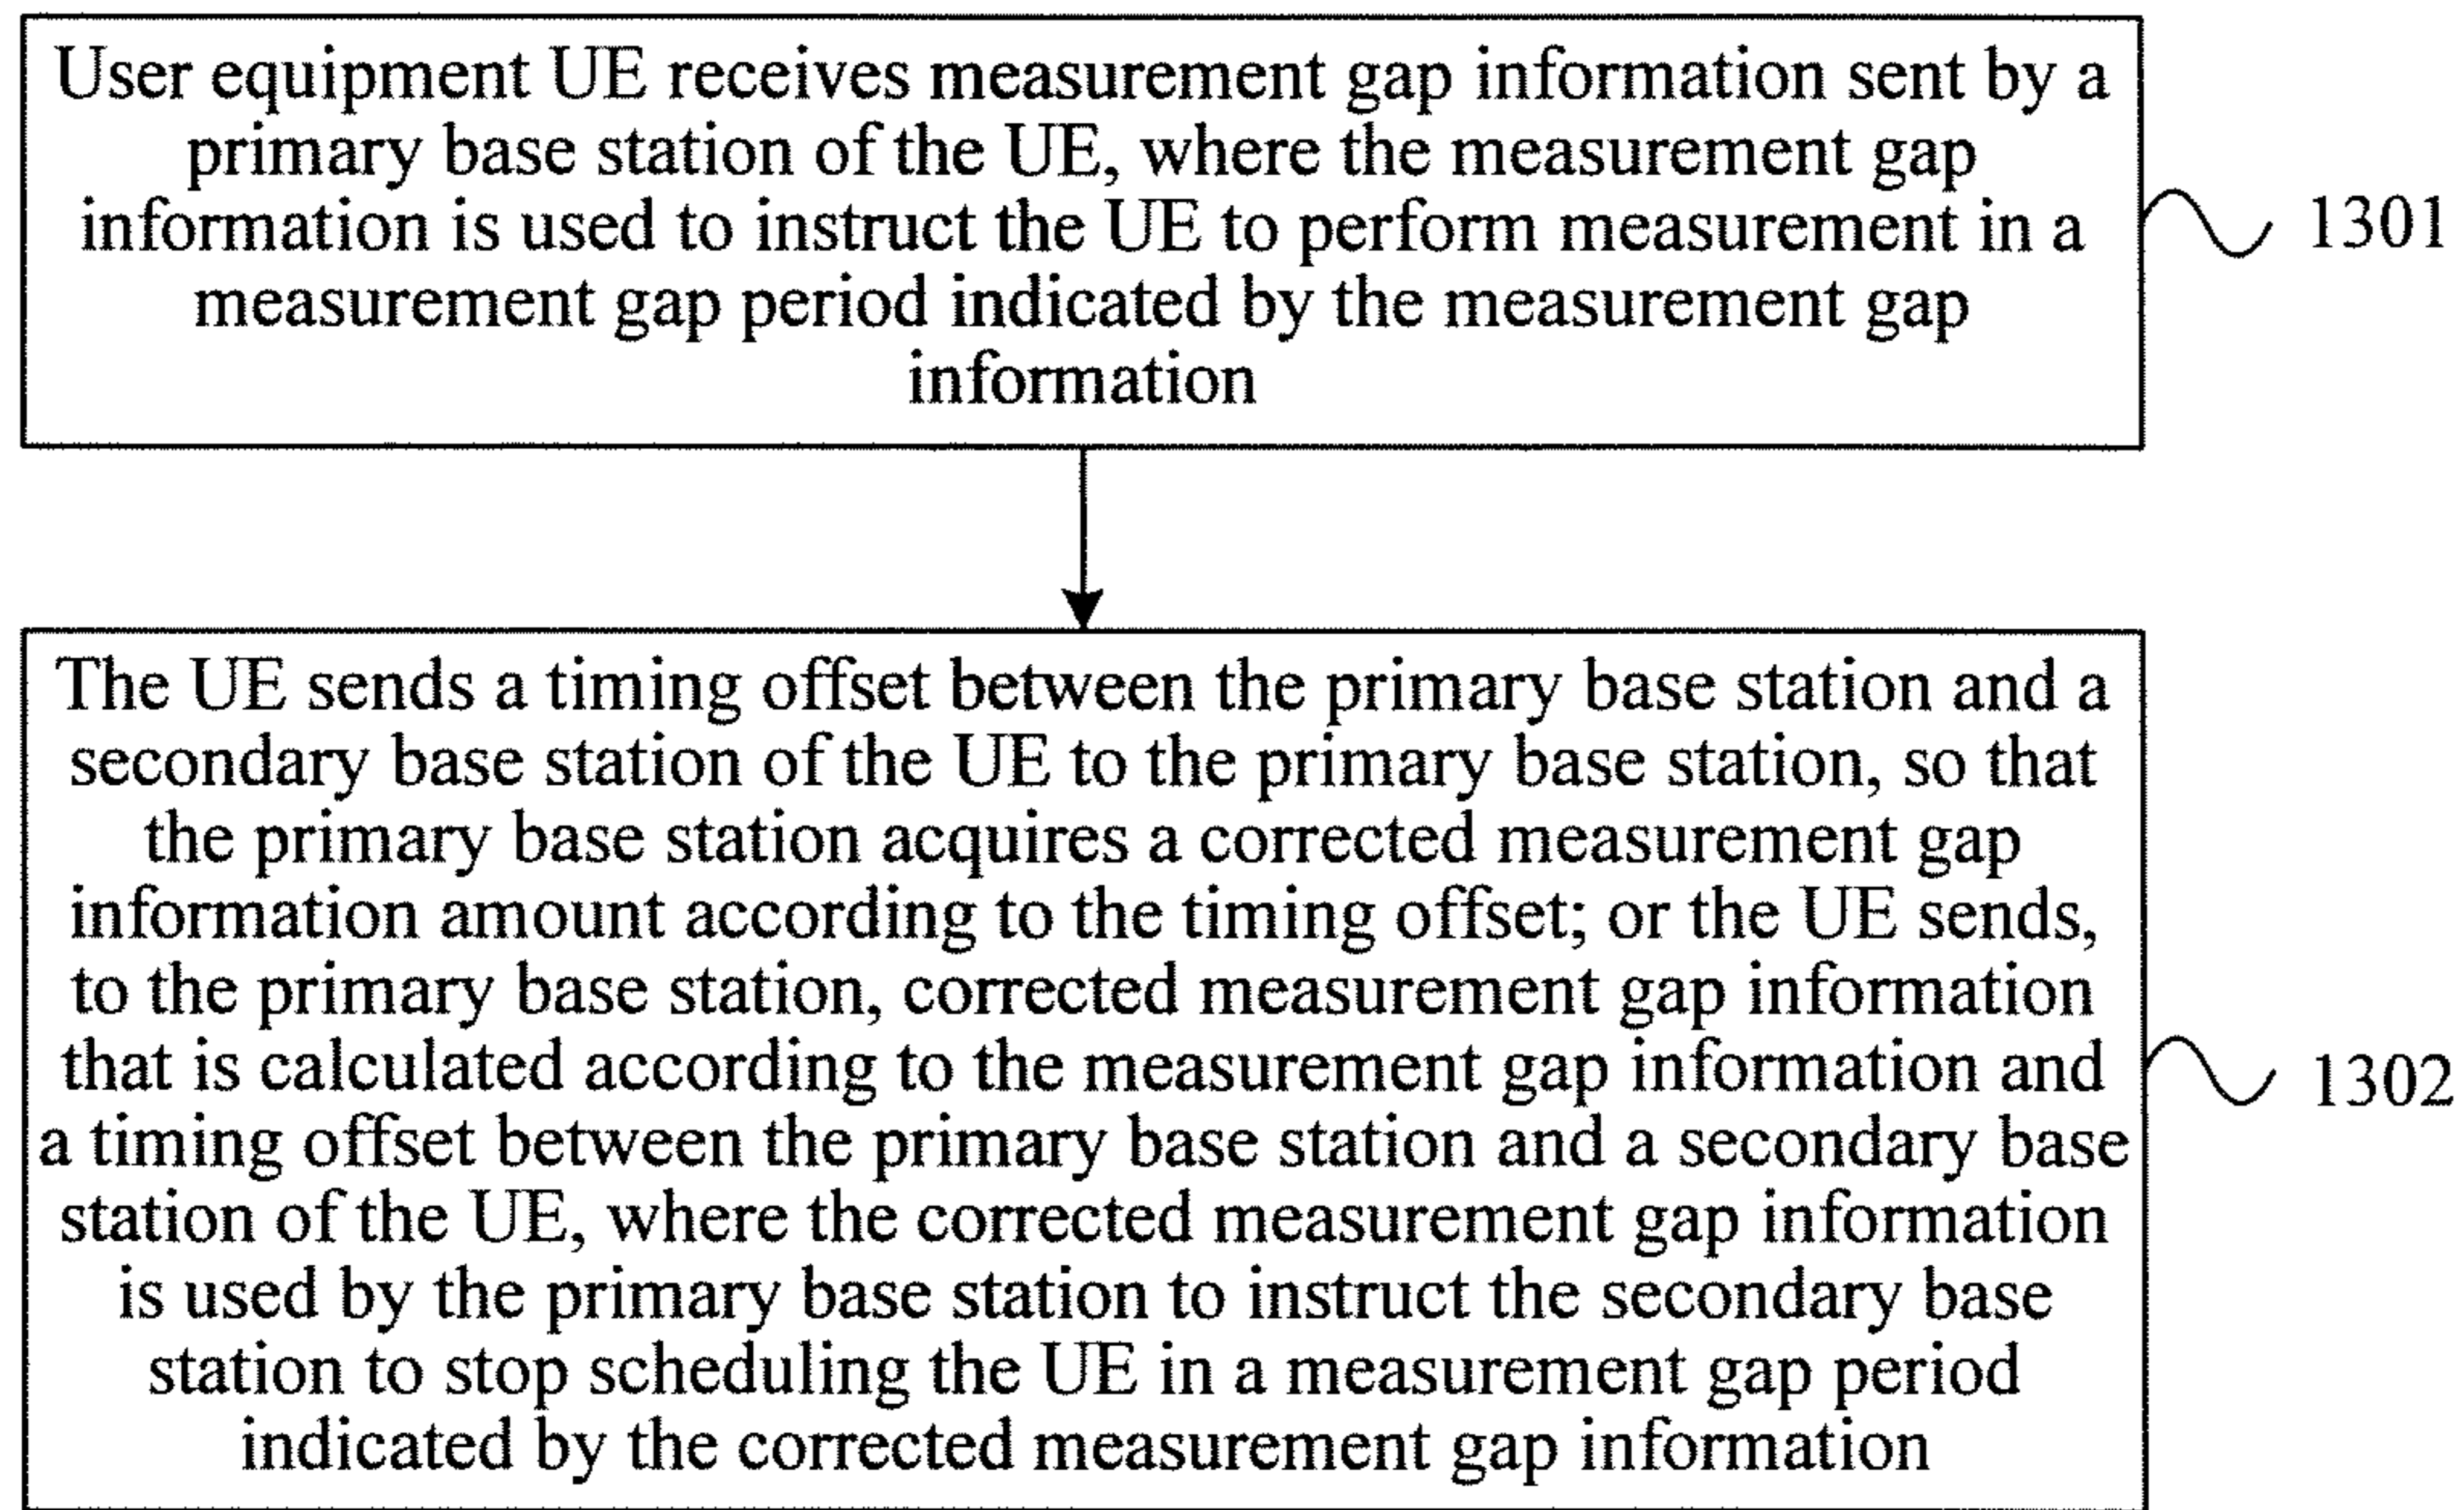 User equipment UE receives measurement gap information sent by a
primary base station of the UE, where the measurement gap
information is used to instruct the UE to perform measurement in a
measurement gap period indicated by the measurement gap
information
1301
The UE sends a timing offset between the primary base station and a
secondary base station of the UE to the primary base station, so that
the primary base station acquires a corrected measurement gap
information amount according to the timing offset; or the UE sends,
to the primary base station, corrected measurement gap information
that is calculated according to the measurement gap information and
a timing offset between the primary base station and a secondary base
station of the UE, where the corrected measurement gap information
is used by the primary base station to instruct the secondary base
station to stop scheduling the UE in a measurement gap period
indicated by the corrected measurement gap information
1302